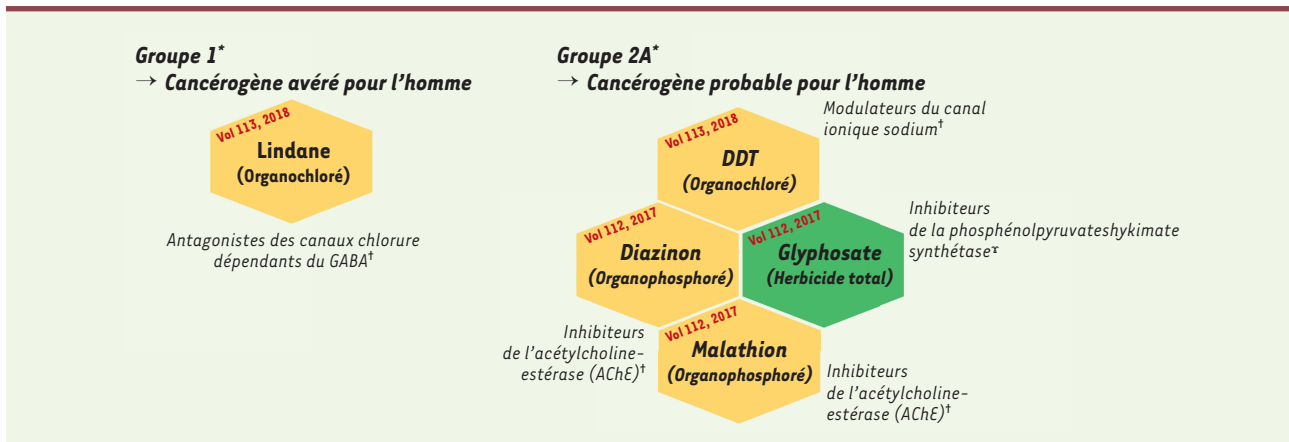 Groupe 1*
→ Cancérogène avéré pour l'homme
Vol 113, 2018
Lindane
(Organochloré)
Antagonistes des canaux chlorure
dépendants du GABA†
Groupe 2A*
→ Cancérogène probable pour l'homme
Modulateurs du canal
ionique sodium†
Vol 113, 2018
DDT
(Organochloré)
Vol 112, 2017
Diazinon
(Organophosphoré)
Vol 112, 2017
Glyphosate
(Herbicide total)
Inhibiteurs
de la phosphénolpyruvateshykimate
synthétaseɤ
Inhibiteurs
de l'acétylcholine-
estérase (AChE)†
Vol 112, 2017
Malathion
(Organophosphoré)
Inhibiteurs
de l'acétylcholine-
estérase (AChE)†